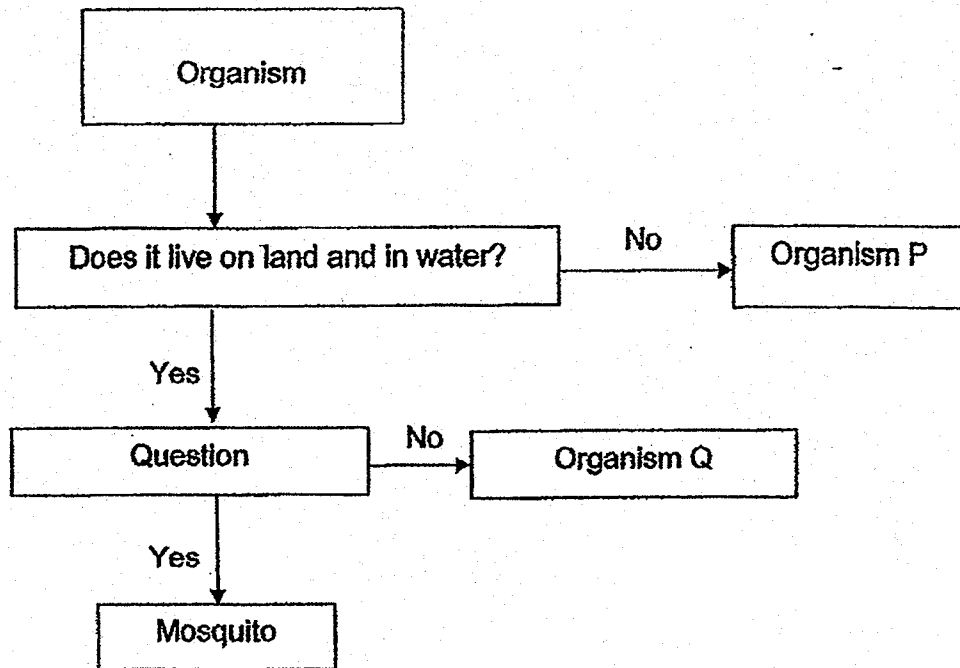 Organism
Does it live on land and in water?
No
Organism P
Yes
Question
No
Organism Q
Yes
Mosquito